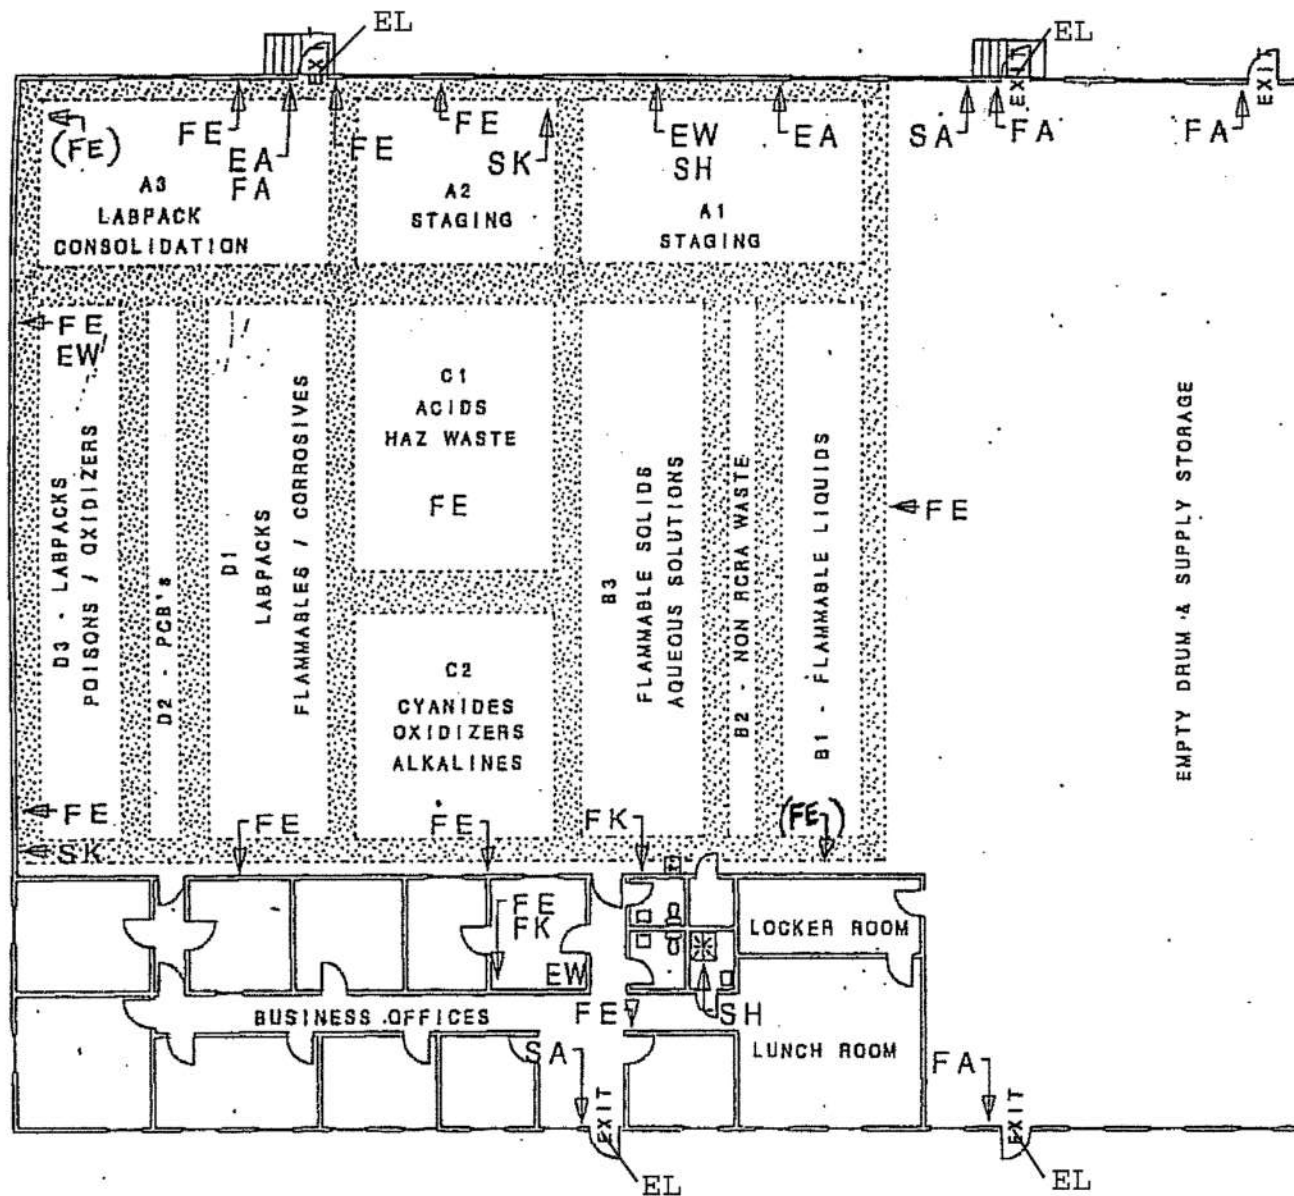 EL
EL
EXIT
EXIT
EXIT
(FE)
FE
EA
FA
FE
FE
SK
EW
SH
EA
SA
FA
FA
A3
LABPACK
CONSOLIDATION
A2
STAGING
A1
STAGING
FE
EW
C1
ACIDS
HAZ WASTE
FE
FE
D3 - LABPACKS
POISONS / OXIDIZERS
D2 - PCB's
D1
LABPACKS
FLAMMABLES / CORROSIVES
B3
FLAMMABLE SOLIDS
AQUEOUS SOLUTIONS
B2 - NON RCRA WASTE
B1 - FLAMMABLE LIQUIDS
EMPTY DRUM & SUPPLY STORAGE
C2
CYANIDES
OXIDIZERS
ALKALINES
FE
SK
FE
FE
FK
(FE)
FE
FK
EW
LOCKER ROOM
BUSINESS OFFICES
FE
SH
SA
LUNCH ROOM
FA
EXIT
EXIT
EL
EL